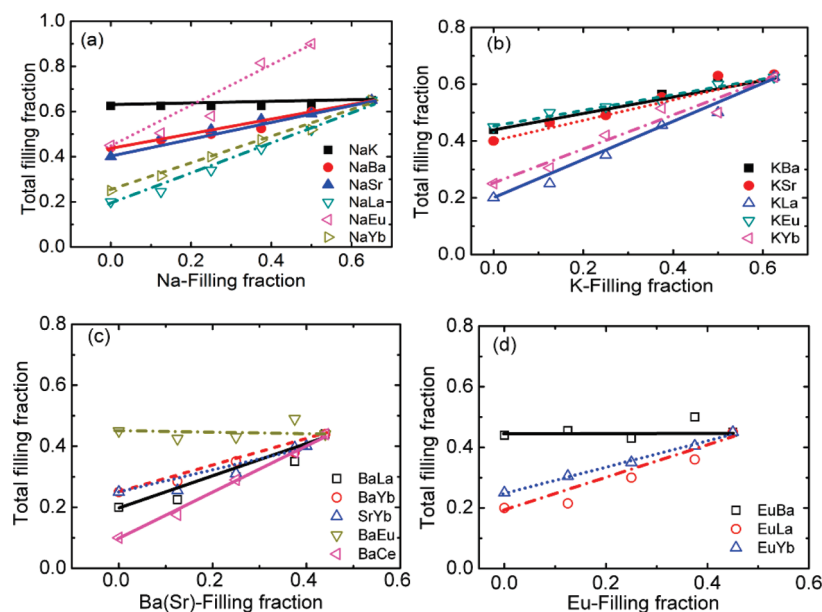 (a)
Total filling fraction
1.0
0.8
0.6
0.4
0.2
0.0
NaK
NaBa
NaSr
NaLa
NaEu
NaYb
0.0 0.2 0.4 0.6
Na-Filling fraction
(b)
Total filling fraction
0.8
0.6
0.4
0.2
KBa
KSr
KLa
KEu
KYb
0.0 0.2 0.4 0.6
K-Filling fraction
(c)
Total filling fraction
0.8
0.6
0.4
0.2
0.0
BaLa
BaYb
SrYb
BaEu
BaCe
0.0 0.2 0.4 0.6
Ba(Sr)-Filling fraction
(d)
Total filling fraction
0.8
0.6
0.4
0.2
0.0
EuBa
EuLa
EuYb
0.0 0.2 0.4 0.6
Eu-Filling fraction